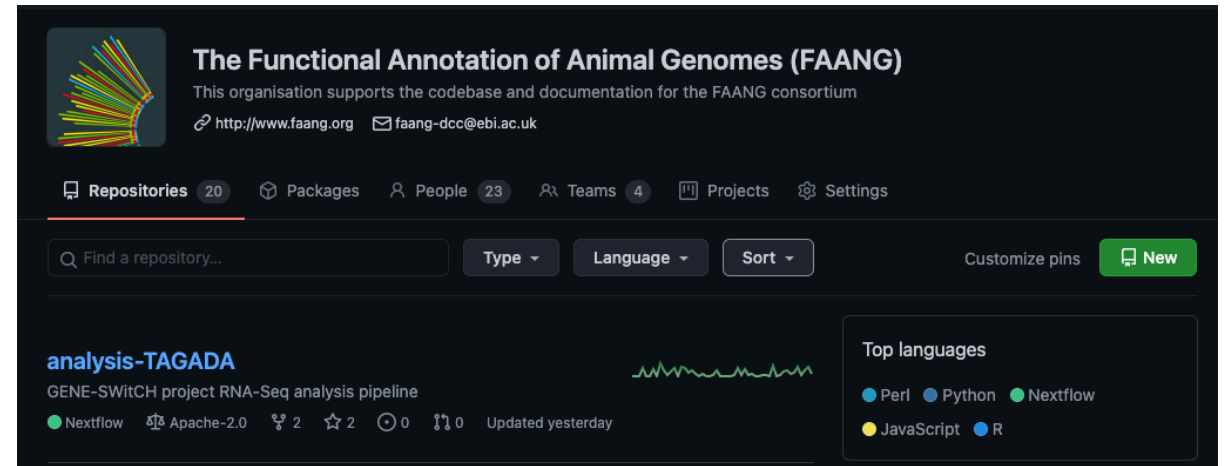 The Functional Annotation of Animal Genomes (FAANG)
This organisation supports the codebase and documentation for the FAANG consortium
http://www.faang.org faang-dcc@ebi.ac.uk
Repositories 20 Packages People 23 Teams 4 Projects Settings
Find a repository... Type Language Sort Customize pins New
analysis-TAGADA
GENE-SWitCH project RNA-Seq analysis pipeline
Nextflow Apache-2.0 2 2 0 0 Updated yesterday
Top languages
Perl Python Nextflow
JavaScript R